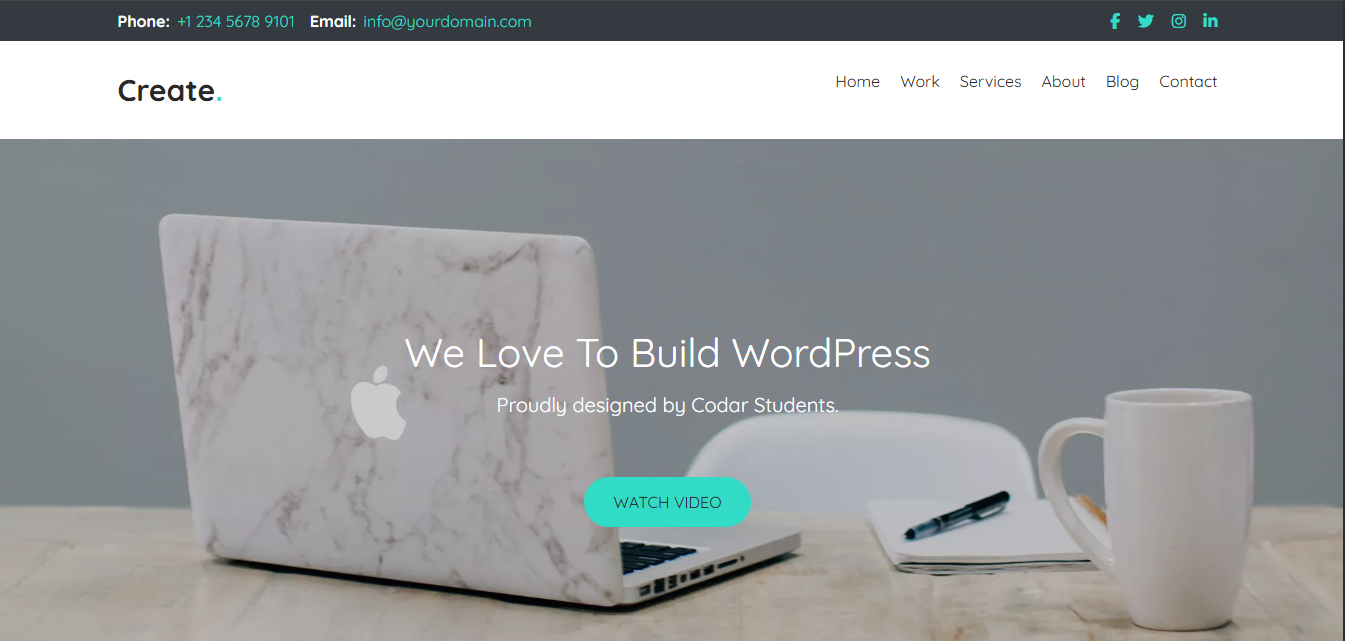 Phone: +1 234 5678 9101 Email: info@yourdomain.com
Create.
Home Work Services About Blog Contact
We Love To Build WordPress
Proudly designed by Codar Students.
WATCH VIDEO